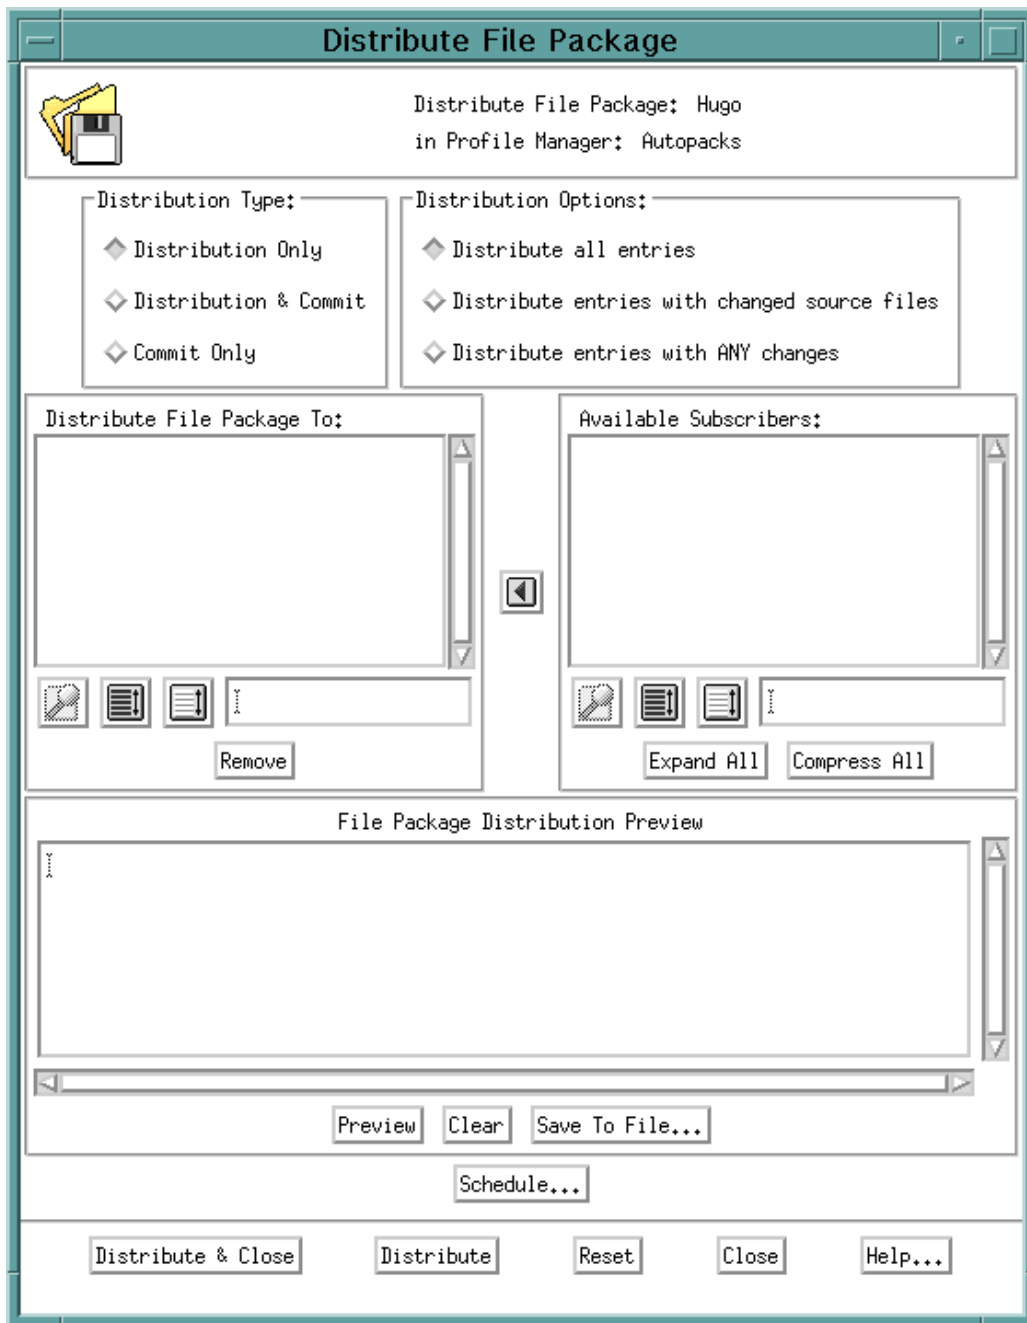 Distribute File Package
Distribute File Package: Hugo
in Profile Manager: Autopacks
Distribution Type:
Distribution Only
Distribution & Commit
Commit Only
Distribution Options:
Distribute all entries
Distribute entries with changed source files
Distribute entries with ANY changes
Distribute File Package To:
Remove
Available Subscribers:
Expand All Compress All
File Package Distribution Preview
Preview Clear Save To File...
Schedule...
Distribute & Close Distribute Reset Close Help...